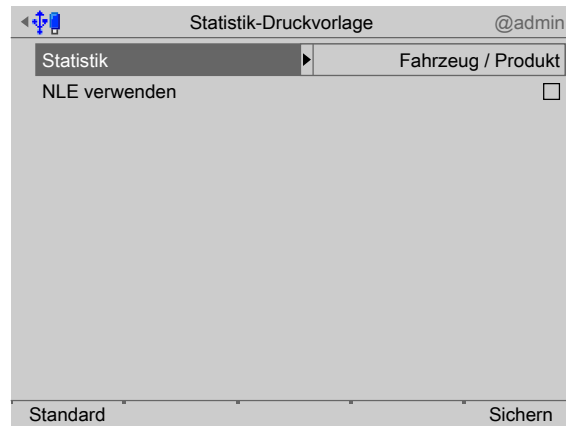 Statistik-Druckvorlage @admin
Statistik Fahrzeug / Produkt
NLE verwenden
Standard Sichern